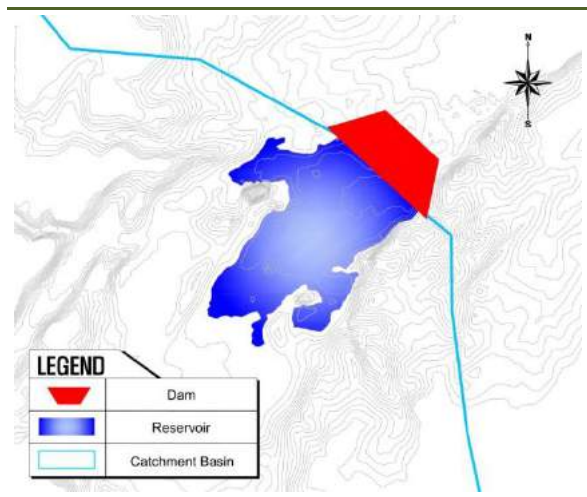 N
S
LEGEND
Dam
Reservoir
Catchment Basin